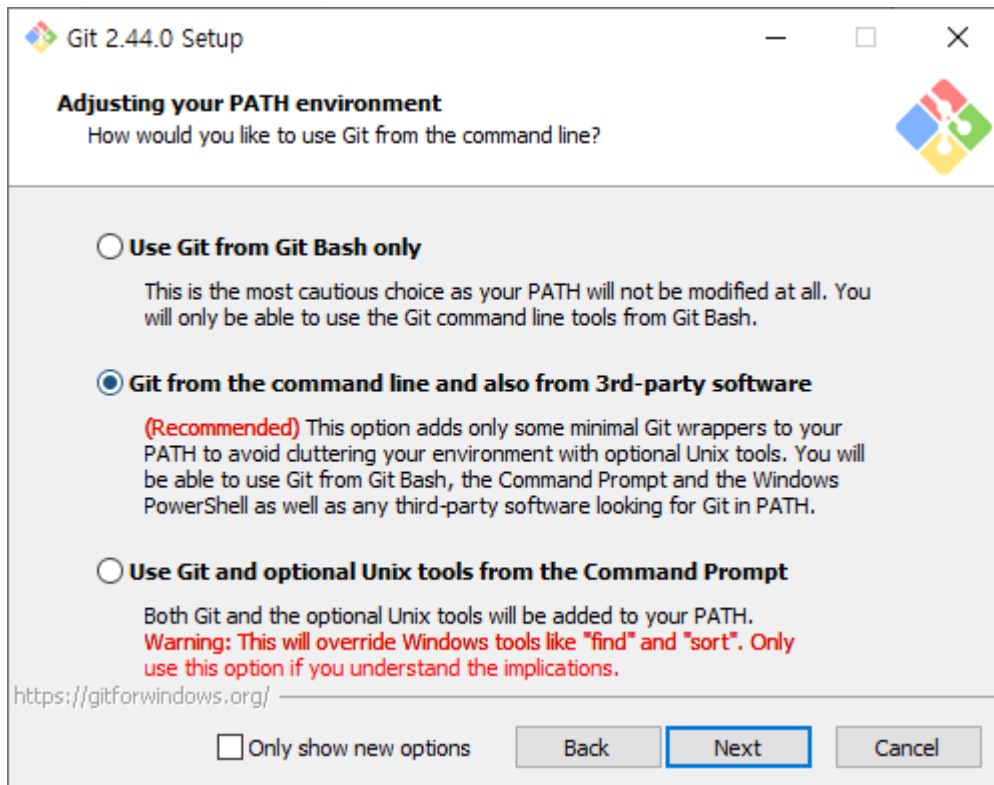 Git 2.44.0 Setup
Adjusting your PATH environment
How would you like to use Git from the command line?
Use Git from Git Bash only
This is the most cautious choice as your PATH will not be modified at all. You
will only be able to use the Git command line tools from Git Bash.
Git from the command line and also from 3rd-party software
(Recommended) This option adds only some minimal Git wrappers to your
PATH to avoid cluttering your environment with optional Unix tools. You will
be able to use Git from Git Bash, the Command Prompt and the Windows
PowerShell as well as any third-party software looking for Git in PATH.
Use Git and optional Unix tools from the Command Prompt
Both Git and the optional Unix tools will be added to your PATH.
Warning: This will override Windows tools like "find" and "sort". Only
use this option if you understand the implications.
https://gitforwindows.org/
Only show new options
Back
Next
Cancel